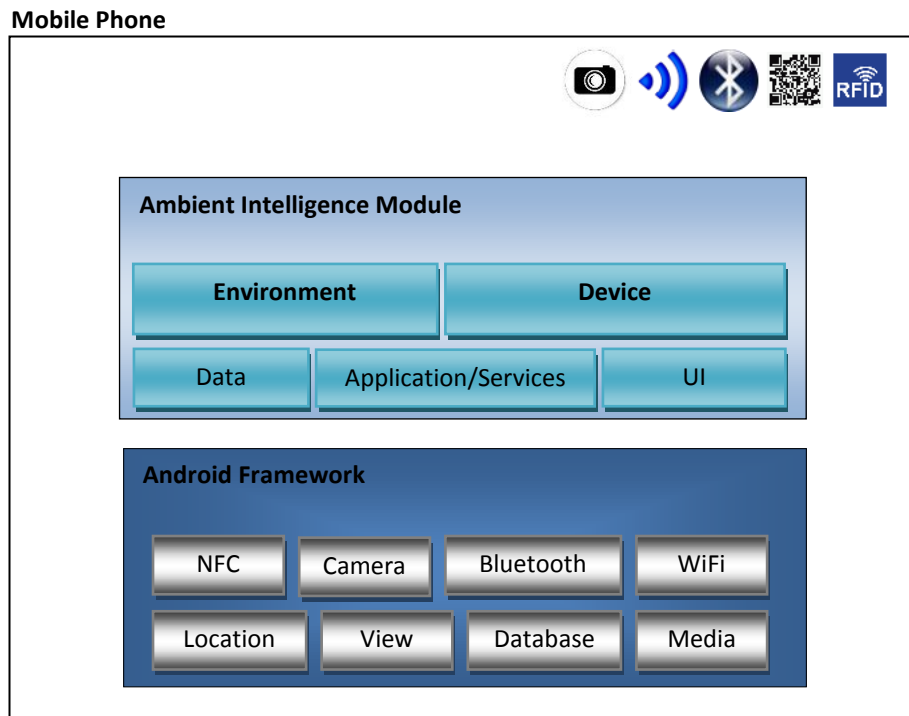 Mobile Phone
RFID
Ambient Intelligence Module
Environment Device
Data Application/Services UI
Android Framework
NFC Camera Bluetooth WiFi
Location View Database Media